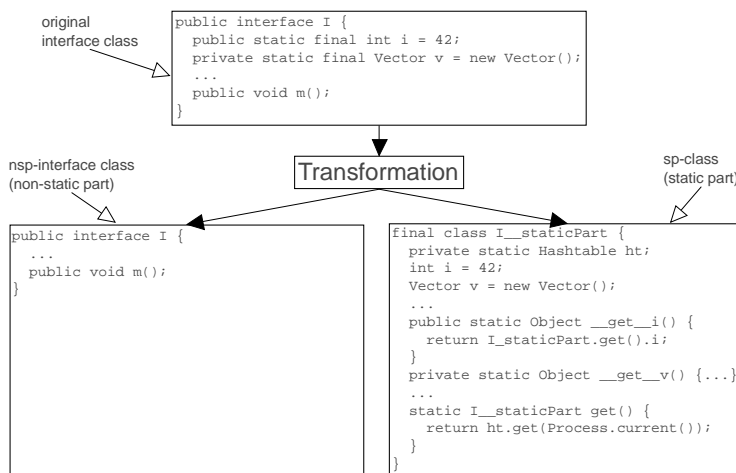 original
interface class
public interface I {
public static final int i = 42;
private static final Vector v = new Vector();
...
public void m();
}
Transformation
nsp-interface class
(non-static part)
sp-class
(static part)
public interface I {
...
public void m();
}
final class I__staticPart {
private static Hashtable ht;
int i = 42;
Vector v = new Vector();
...
public static Object __get__i() {
return I_staticPart.get().i;
}
private static Object __get__v() {...}
...
static I__staticPart get() {
return ht.get(Process.current());
}
}